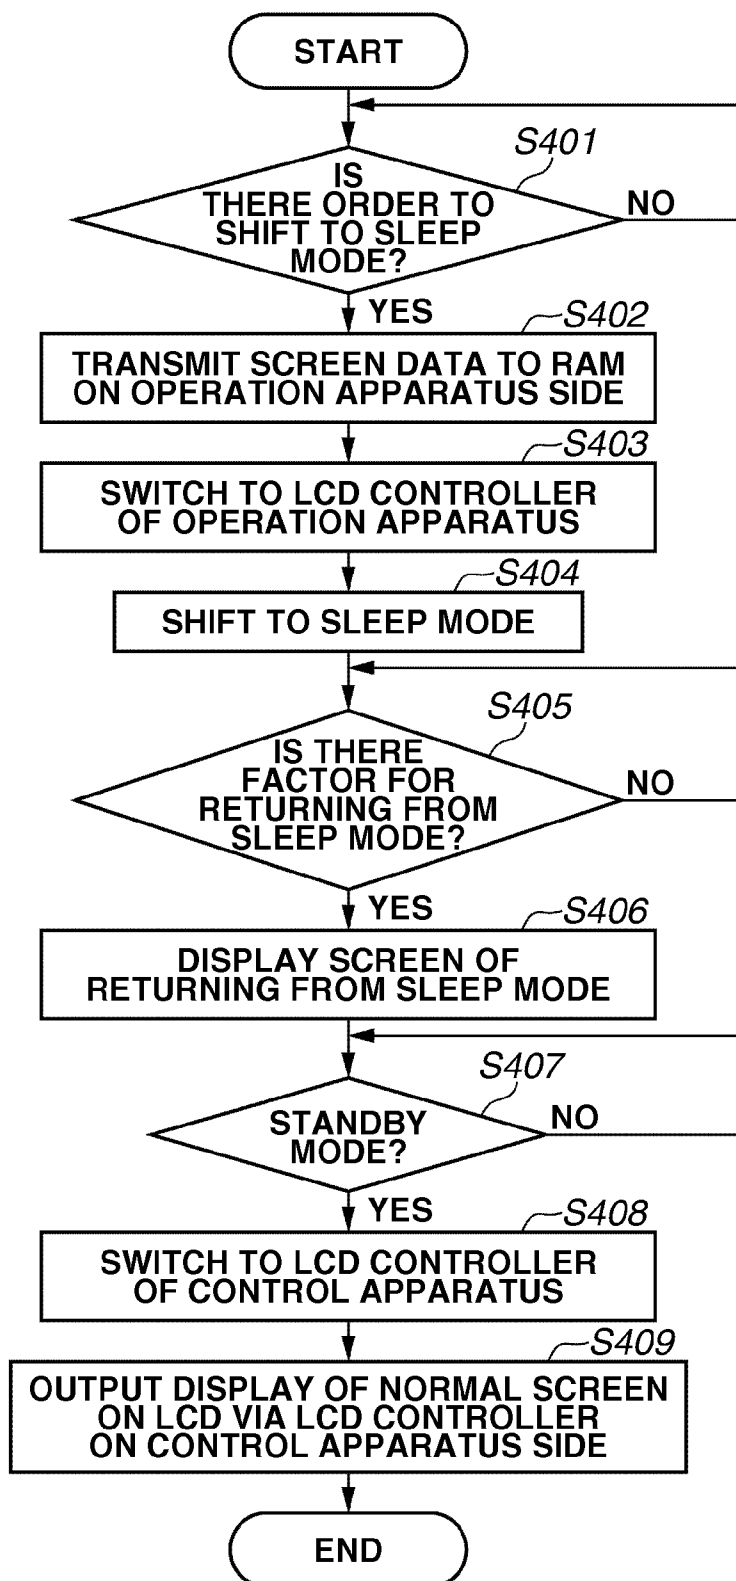 START
S401
IS
THERE ORDER TO
SHIFT TO SLEEP
MODE?
NO
YES
S402
TRANSMIT SCREEN DATA TO RAM
ON OPERATION APPARATUS SIDE
S403
SWITCH TO LCD CONTROLLER
OF OPERATION APPARATUS
S404
SHIFT TO SLEEP MODE
S405
IS THERE
FACTOR FOR
RETURNING FROM
SLEEP MODE?
NO
YES
S406
DISPLAY SCREEN OF
RETURNING FROM SLEEP MODE
S407
STANDBY
MODE?
NO
YES
S408
SWITCH TO LCD CONTROLLER
OF CONTROL APPARATUS
S409
OUTPUT DISPLAY OF NORMAL SCREEN
ON LCD VIA LCD CONTROLLER
ON CONTROL APPARATUS SIDE
END